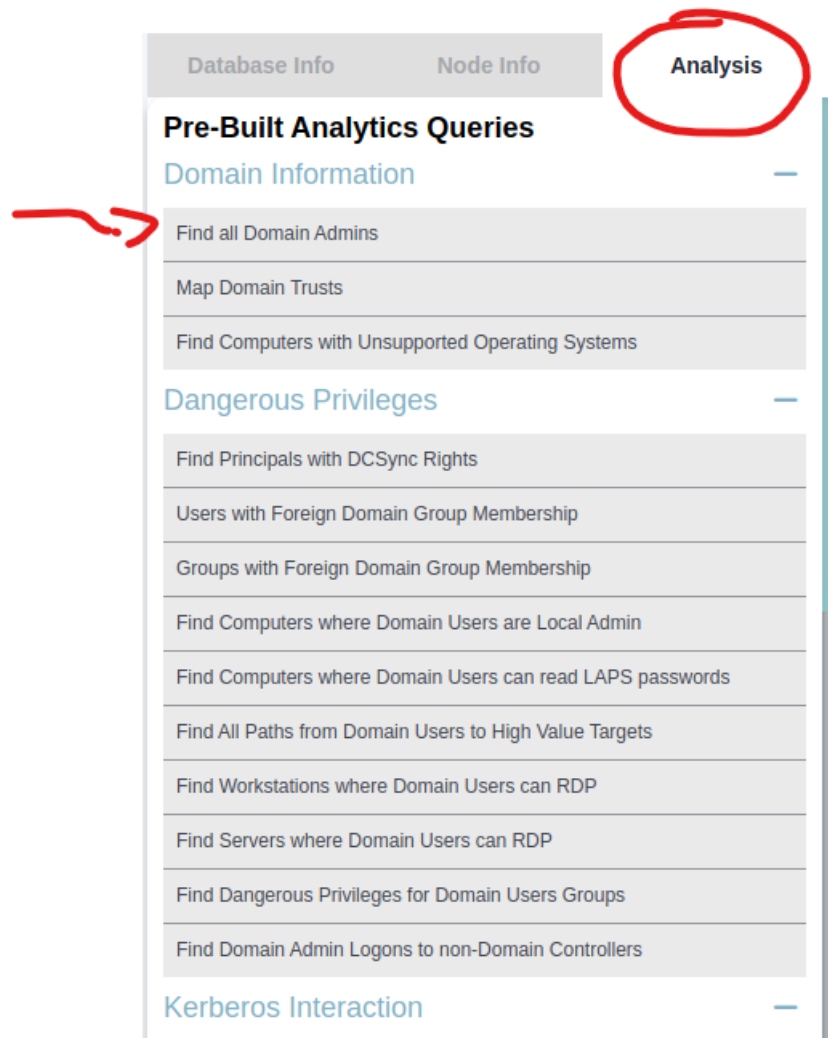 Database Info Node Info Analysis
Pre-Built Analytics Queries
Domain Information
Find all Domain Admins
Map Domain Trusts
Find Computers with Unsupported Operating Systems
Dangerous Privileges
Find Principals with DCSync Rights
Users with Foreign Domain Group Membership
Groups with Foreign Domain Group Membership
Find Computers where Domain Users are Local Admin
Find Computers where Domain Users can read LAPS passwords
Find All Paths from Domain Users to High Value Targets
Find Workstations where Domain Users can RDP
Find Servers where Domain Users can RDP
Find Dangerous Privileges for Domain Users Groups
Find Domain Admin Logons to non-Domain Controllers
Kerberos Interaction